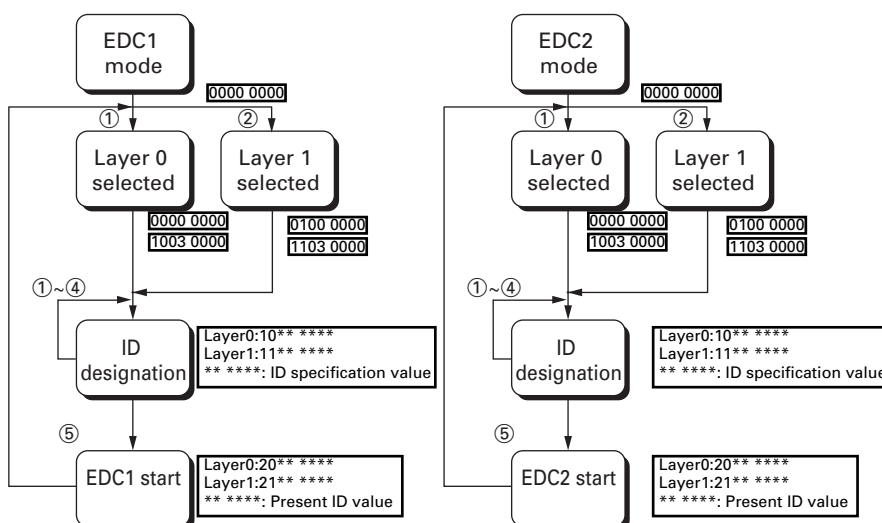 EDC1
mode
0000 0000
①
②
Layer 0
selected
Layer 1
selected
0000 0000
1003 0000
0100 0000
1103 0000
①~④
ID
designation
Layer0:10** ****
Layer1:11** ****
** ****: ID specification value
⑤
EDC1 start
Layer0:20** ****
Layer1:21** ****
** ****: Present ID value
EDC2
mode
0000 0000
①
②
Layer 0
selected
Layer 1
selected
0000 0000
1003 0000
0100 0000
1103 0000
①~④
ID
designation
Layer0:10** ****
Layer1:11** ****
** ****: ID specification value
⑤
EDC2 start
Layer0:20** ****
Layer1:21** ****
** ****: Present ID value